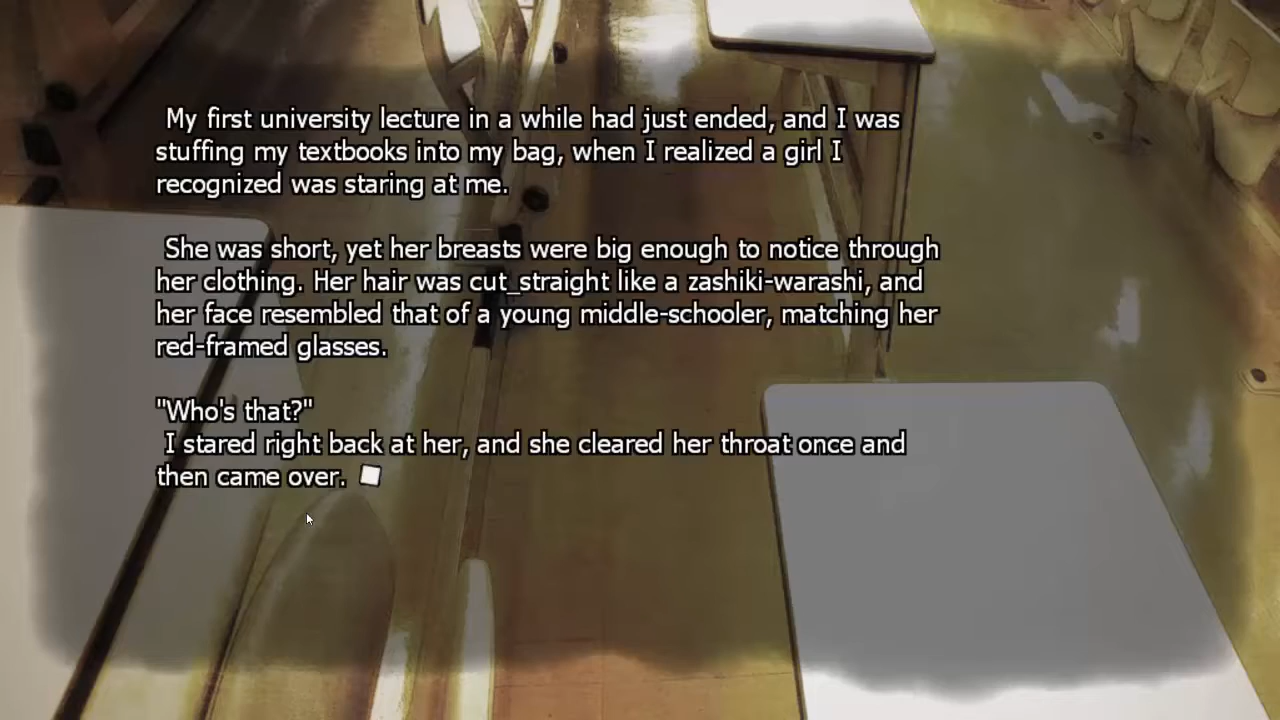 My first university lecture in a while had just ended, and I was
stuffing my textbooks into my bag, when I realized a girl I
recognized was staring at me.
She was short, yet her breasts were big enough to notice through
her clothing. Her hair was cut_straight like a zashiki-warashi, and
her face resembled that of a young middle-schooler, matching her
red-framed glasses.
"Who's that?"
I stared right back at her, and she cleared her throat once and
then came over.